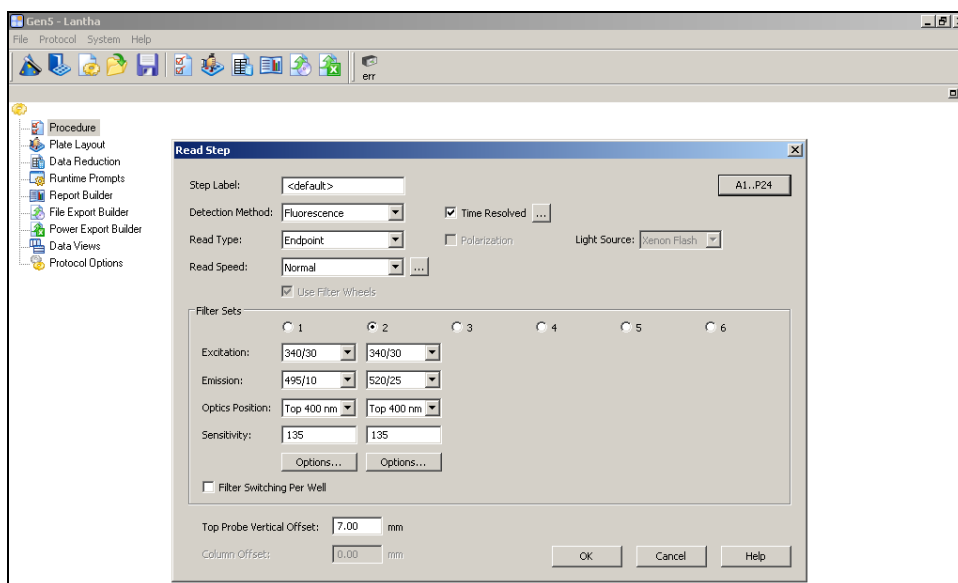 Gen5 - Lantha
File Protocol System Help
err
Procedure
Plate Layout
Data Reduction
Runtime Prompts
Report Builder
File Export Builder
Power Export Builder
Data Views
Protocol Options
Read Step
Step Label: <default> A1..P24
Detection Method: Fluorescence Time Resolved ...
Read Type: Endpoint Polarization Light Source: Xenon Flash
Read Speed: Normal ...
Use Filter Wheels
Filter Sets
1 2 3 4 5 6
Excitation: 340/30 340/30
Emission: 495/10 520/25
Optics Position: Top 400 nm Top 400 nm
Sensitivity: 135 135
Options... Options...
Filter Switching Per Well
Top Probe Vertical Offset: 7.00 mm
Column Offset: 0.00 mm
OK Cancel Help